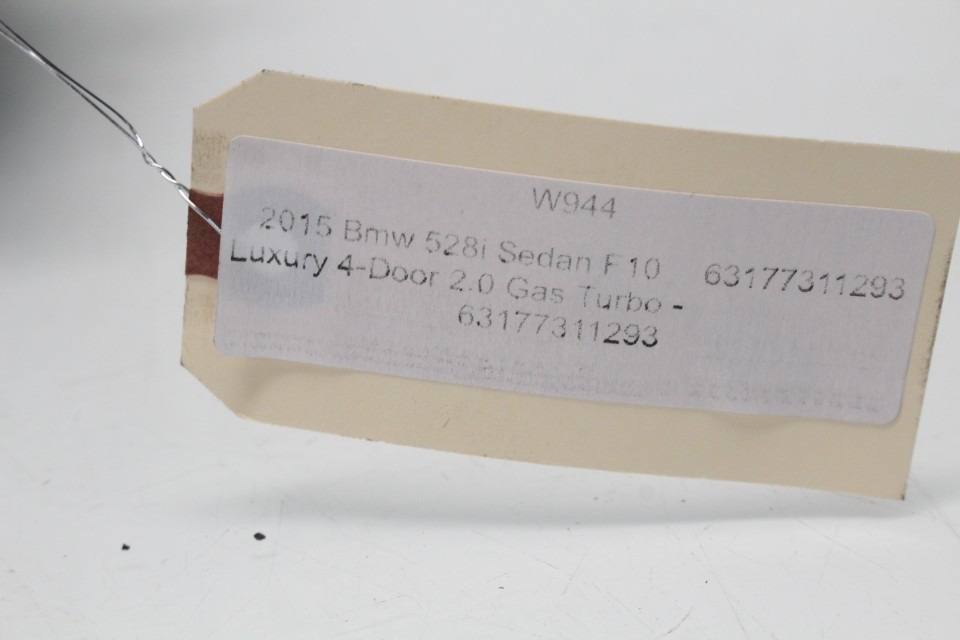 W944
2015 Bmw 528i Sedan F10
Luxury 4-Door 2.0 Gas Turbo -
63177311293
63177311293